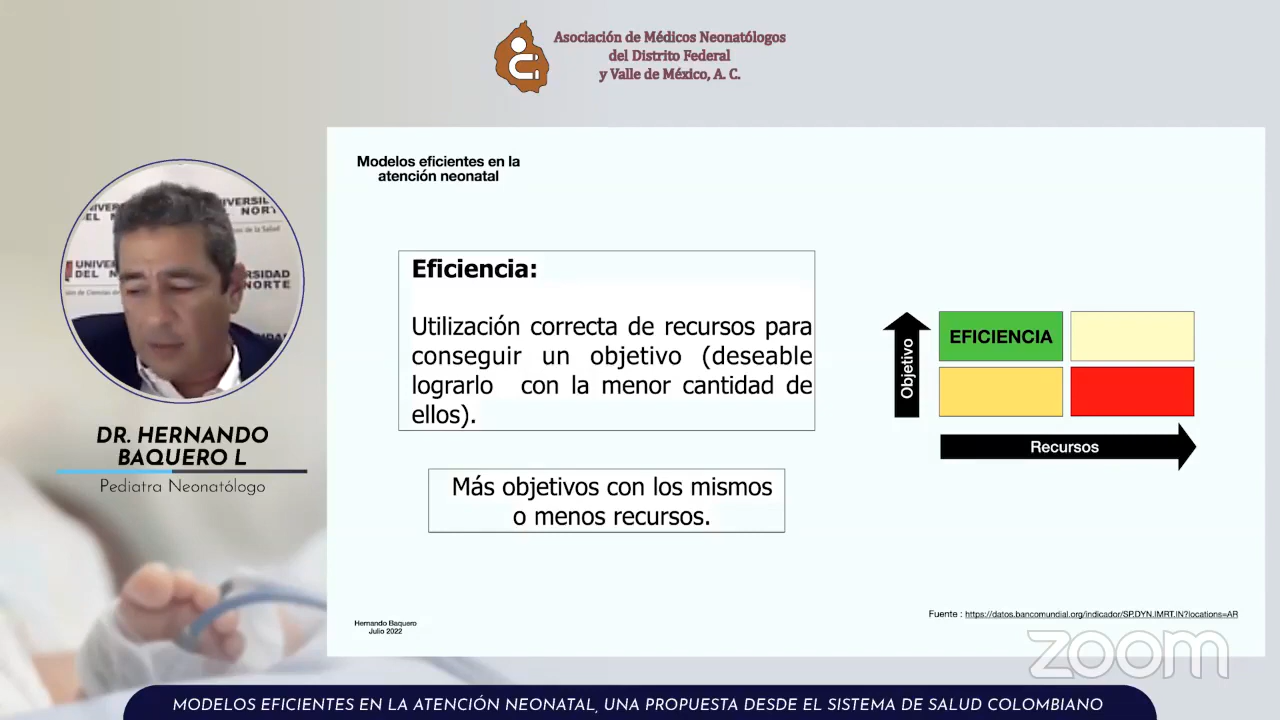 Asociación de Médicos Neonatólogos
del Distrito Federal
y Valle de México, A. C.
Modelos eficientes en la
atención neonatal
Eficiencia:
Utilización correcta de recursos para
conseguir un objetivo (deseable
lograrlo con la menor cantidad de
ellos).
Más objetivos con los mismos
o menos recursos.
Objetivo
EFICIENCIA
Recursos
Fuente : https://datos.bancomundial.org/indicador/SP.DYN.IMRT.IN?locations=AR
Hernando Baquero
Julio 2022
UNIVERSIDAD
NORTE
DEL N
DR. HERNANDO
BAQUERO L
Pediatra Neonatólogo
zoom
MODELOS EFICIENTES EN LA ATENCIÓN NEONATAL, UNA PROPUESTA DESDE EL SISTEMA DE SALUD COLOMBIANO